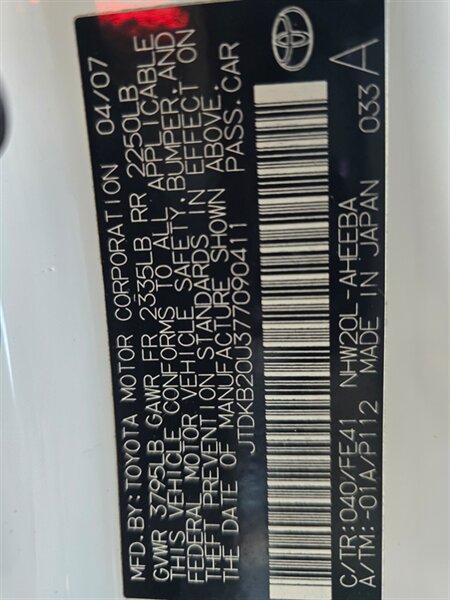 MFD. BY: TOYOTA MOTOR CORPORATION 04/07
GVWR 3795LB GAWR FR 2335LB RR 2250LB
THIS VEHICLE CONFORMS TO ALL APPLICABLE
FEDERAL MOTOR VEHICLE SAFETY, BUMPER, AND
THEFT PREVENTION STANDARDS IN EFFECT ON
THE DATE OF MANUFACTURE SHOWN ABOVE.
JTDKB20U377090411 PASS. CAR
C/TR: 040/FE41 NHW20L-AHEEBA 033 A
A/TM: -01A/P112 MADE IN JAPAN